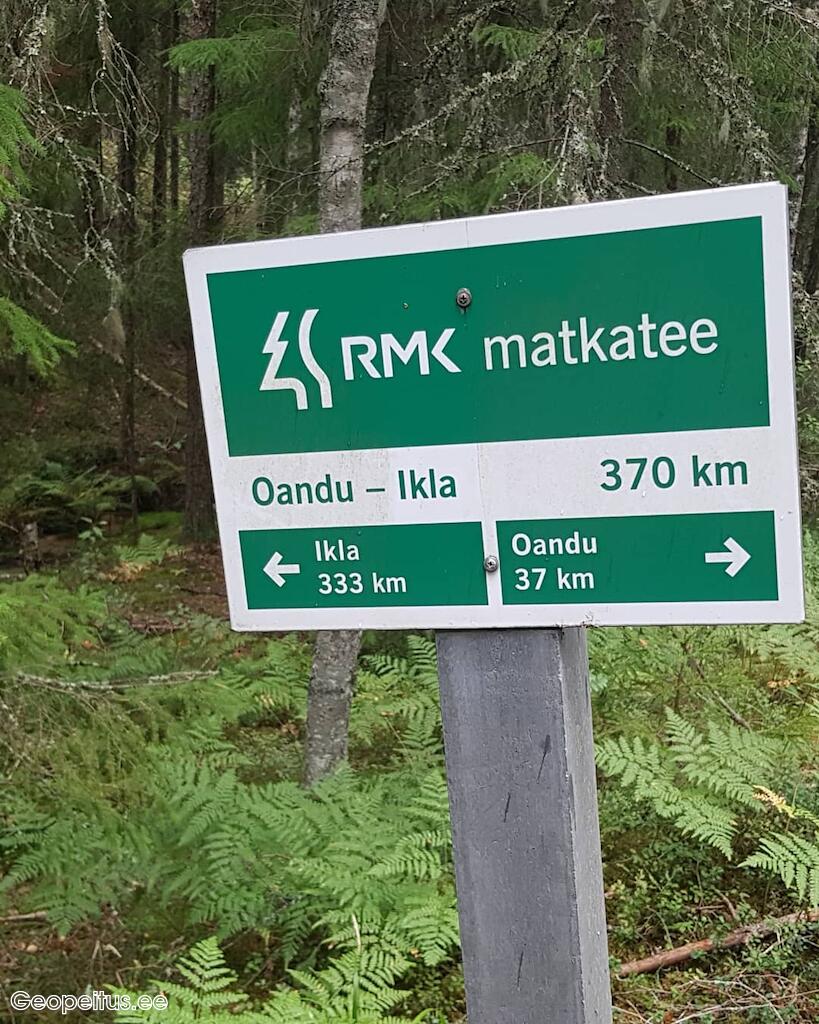 RMK matkatee
Oandu – Ikla 370 km
← Ikla
333 km
Oandu →
37 km
Geopeitus.ee